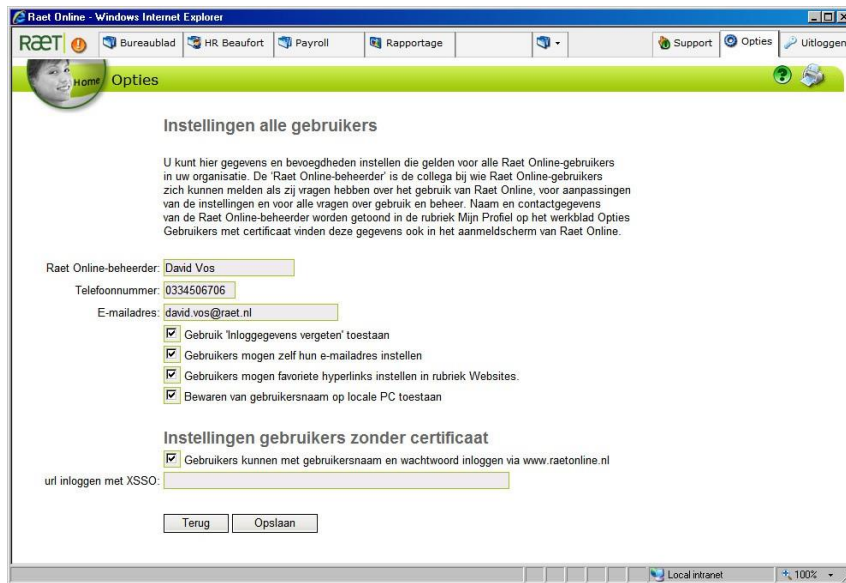 Raet Online - Windows Internet Explorer
RAET Bureaublad HR Beaufort Payroll Rapportage Support Opties Uitloggen
Home Opties
Instellingen alle gebruikers
U kunt hier gegevens en bevoegdheden instellen die gelden voor alle Raet Online-gebruikers
in uw organisatie. De 'Raet Online-beheerder' is de collega bij wie Raet Online-gebruikers
zich kunnen melden als zij vragen hebben over het gebruik van Raet Online, voor aanpassingen
van de instellingen en voor alle vragen over gebruik en beheer. Naam en contactgegevens
van de Raet Online-beheerder worden getoond in de rubriek Mijn Profiel op het werkblad Opties
Gebruikers met certificaat vinden deze gegevens ook in het aanmeldscherm van Raet Online.
Raet Online-beheerder: David Vos
Telefoonnummer: 0334506706
E-mailadres: david.vos@raet.nl
Gebruik 'Inloggegevens vergeten' toestaan
Gebruikers mogen zelf hun e-mailadres instellen
Gebruikers mogen favoriete hyperlinks instellen in rubriek Websites.
Bewaren van gebruikersnaam op locale PC toestaan
Instellingen gebruikers zonder certificaat
Gebruikers kunnen met gebruikersnaam en wachtwoord inloggen via www.raetonline.nl
url inloggen met XSSO:
Terug Opslaan
Local intranet 100%